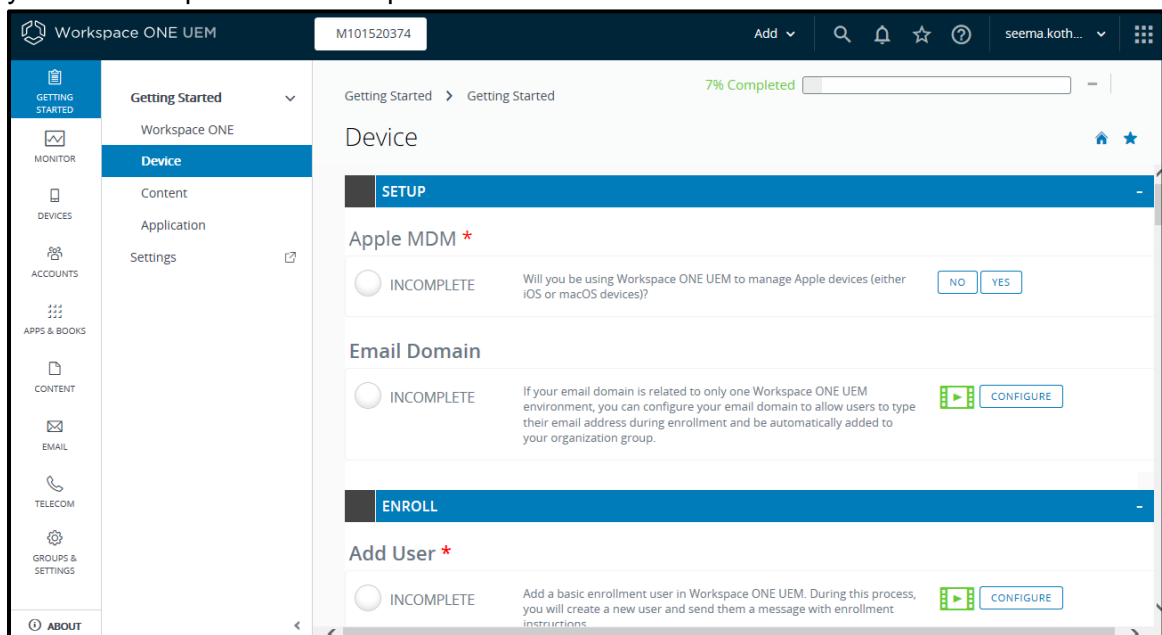 Workspace ONE UEM
M101520374
Add
seema.koth...
GETTING
STARTED
MONITOR
DEVICES
ACCOUNTS
APPS & BOOKS
CONTENT
EMAIL
TELECOM
GROUPS &
SETTINGS
ABOUT
Getting Started
Workspace ONE
Device
Content
Application
Settings
Getting Started > Getting Started
7% Completed
Device
SETUP
Apple MDM *
INCOMPLETE
Will you be using Workspace ONE UEM to manage Apple devices (either
iOS or macOS devices)?
NO YES
Email Domain
INCOMPLETE
If your email domain is related to only one Workspace ONE UEM
environment, you can configure your email domain to allow users to type
their email address during enrollment and be automatically added to
your organization group.
CONFIGURE
ENROLL
Add User *
INCOMPLETE
Add a basic enrollment user in Workspace ONE UEM. During this process,
you will create a new user and send them a message with enrollment
instructions
CONFIGURE